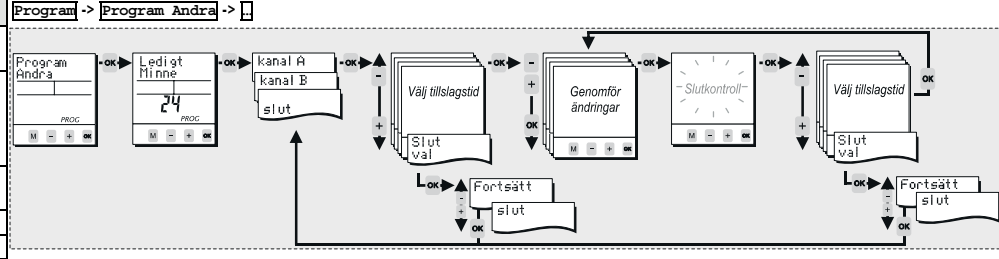 Program -> Program Andra -> ...
Program
Andra
PROG
M - + OK
OK
Ledigt
Minne
24
PROG
M - + OK
OK
kanal A
kanal B
slut
OK
-
+
Välj tillslagstid
Slut
val
OK
-
+
Fortsätt
slut
OK
OK
-
+
OK
Genomför
ändringar
M - + OK
OK
Slutkontroll
M - + OK
OK
-
+
Välj tillslagstid
Slut
val
OK
OK
-
+
Fortsätt
slut
OK